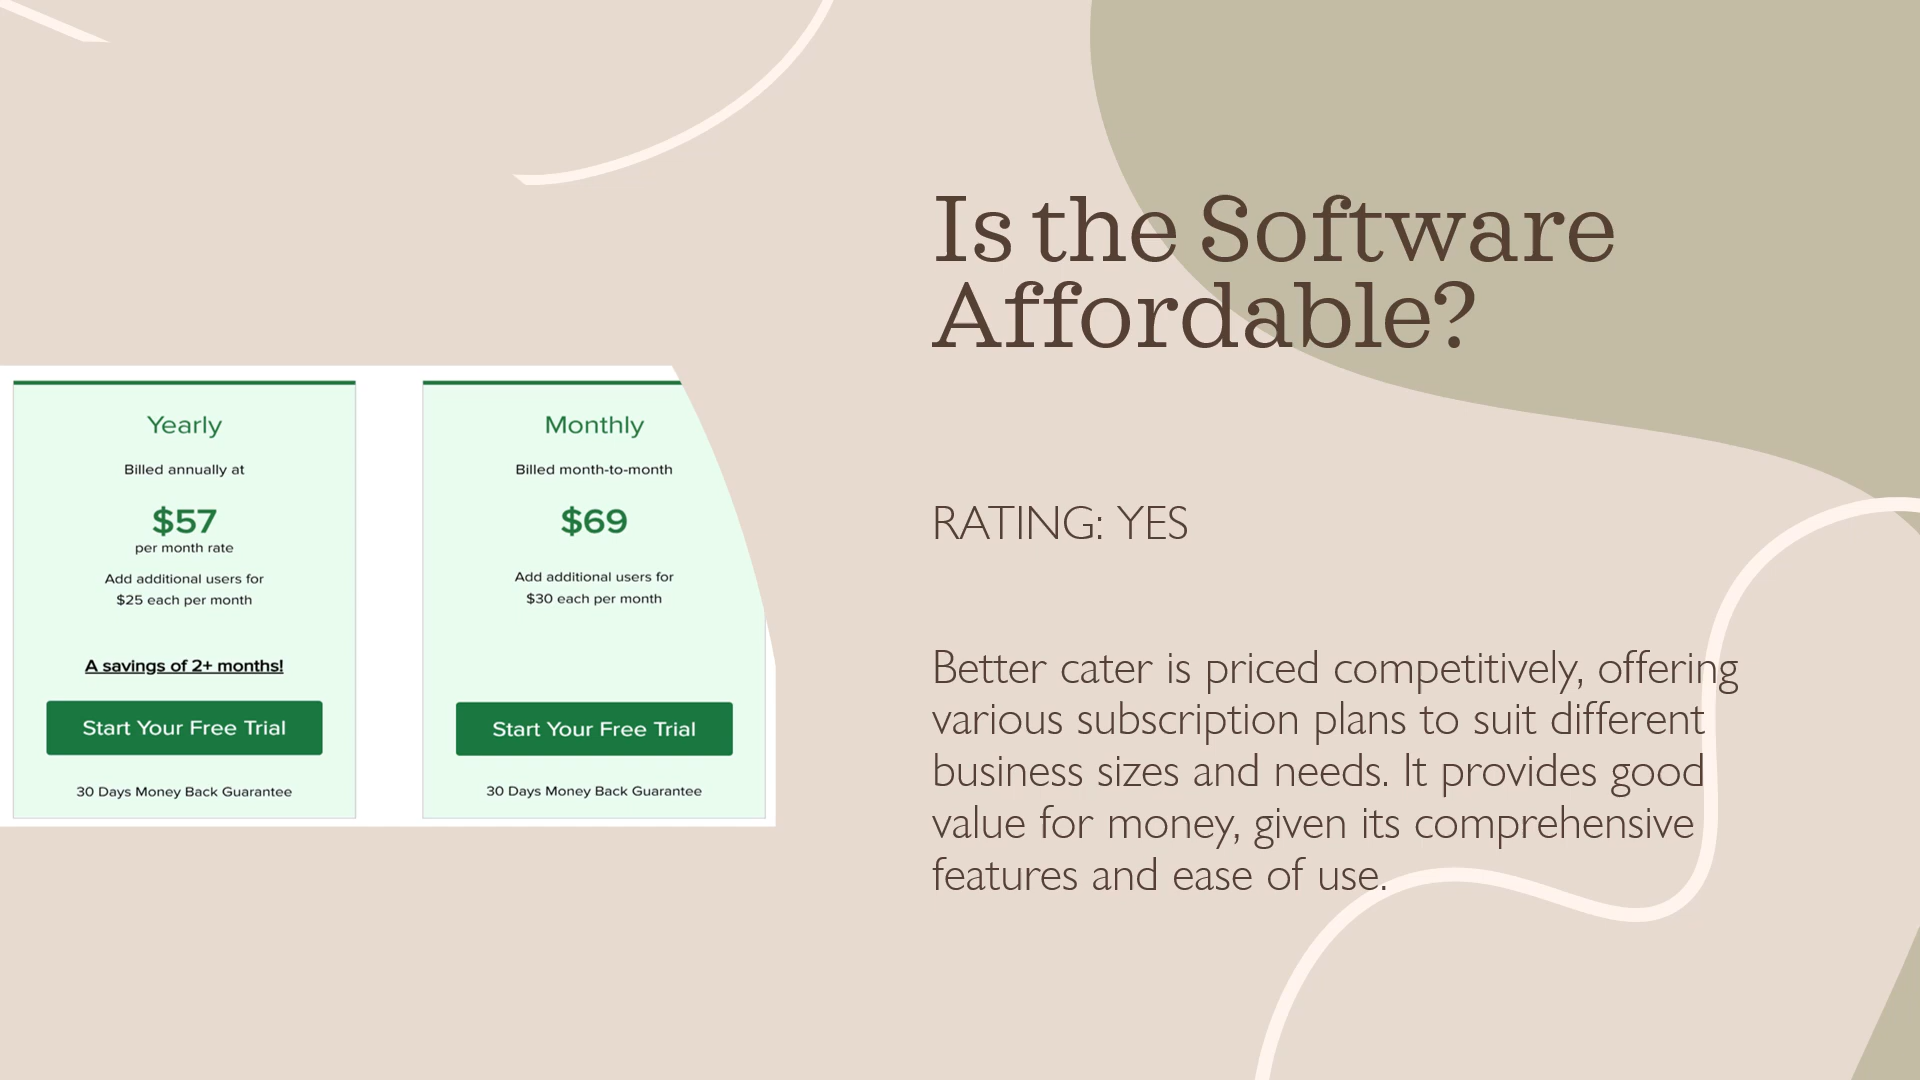 Is the Software
Affordable?
Yearly
Billed annually at
$57
per month rate
Add additional users for
$25 each per month
A savings of 2+ months!
Start Your Free Trial
30 Days Money Back Guarantee
Monthly
Billed month-to-month
$69
Add additional users for
$30 each per month
Start Your Free Trial
30 Days Money Back Guarantee
RATING: YES
Better cater is priced competitively, offering
various subscription plans to suit different
business sizes and needs. It provides good
value for money, given its comprehensive
features and ease of use.